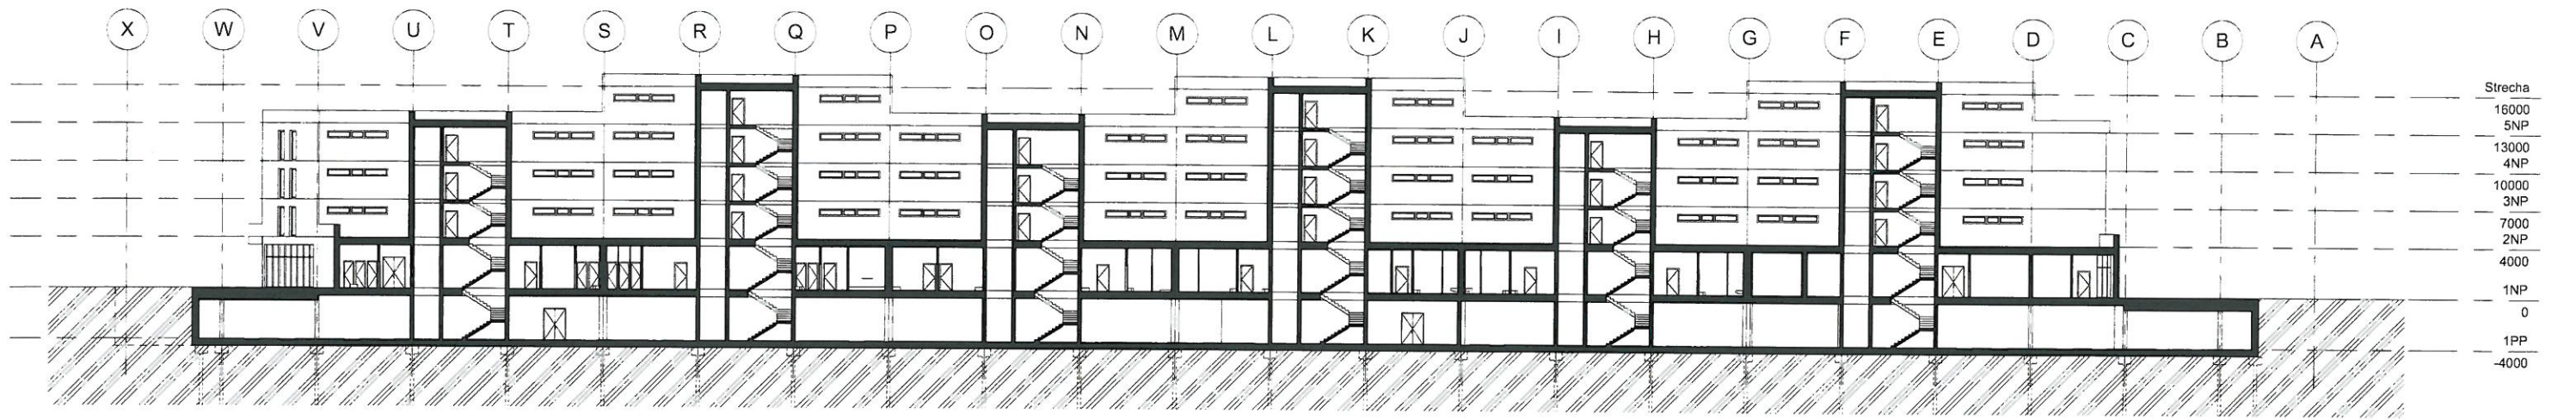 X W V U T S R Q P O N M L K J I H G F E D C B A
Strecha
16000
5NP
13000
4NP
10000
3NP
7000
2NP
4000
1NP
0
1PP
-4000